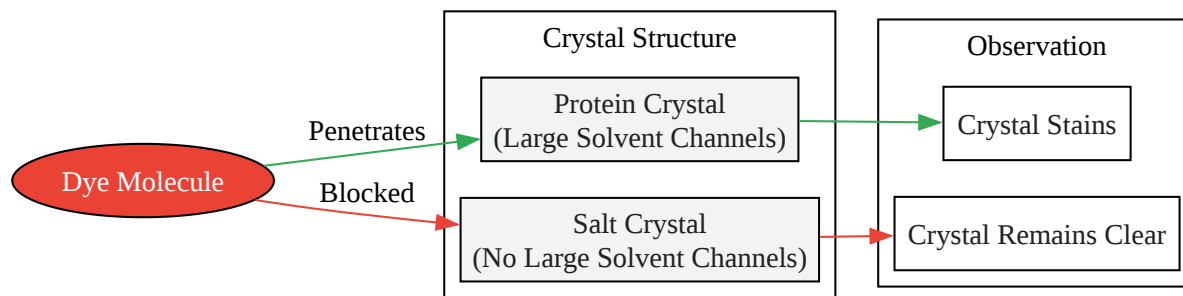 Crystal Structure
Observation
Protein Crystal
(Large Solvent Channels)
Crystal Stains
Penetrates
Dye Molecule
Blocked
Salt Crystal
(No Large Solvent Channels)
Crystal Remains Clear